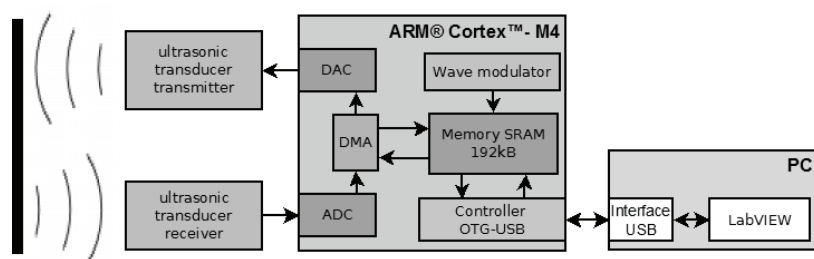 ARM® Cortex™- M4
ultrasonic
transducer
transmitter
DAC
Wave modulator
DMA
Memory SRAM
192kB
PC
ultrasonic
transducer
receiver
ADC
Controller
OTG-USB
Interface
USB
LabVIEW